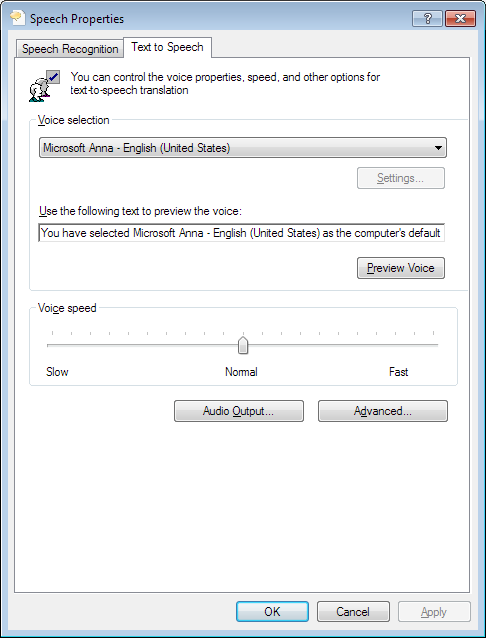 Speech Properties
?
Speech Recognition
Text to Speech
You can control the voice properties, speed, and other options for
text-to-speech translation
Voice selection
Microsoft Anna - English (United States)
Settings...
Use the following text to preview the voice:
You have selected Microsoft Anna - English (United States) as the computer's default
Preview Voice
Voice speed
Slow
Normal
Fast
Audio Output...
Advanced...
OK
Cancel
Apply